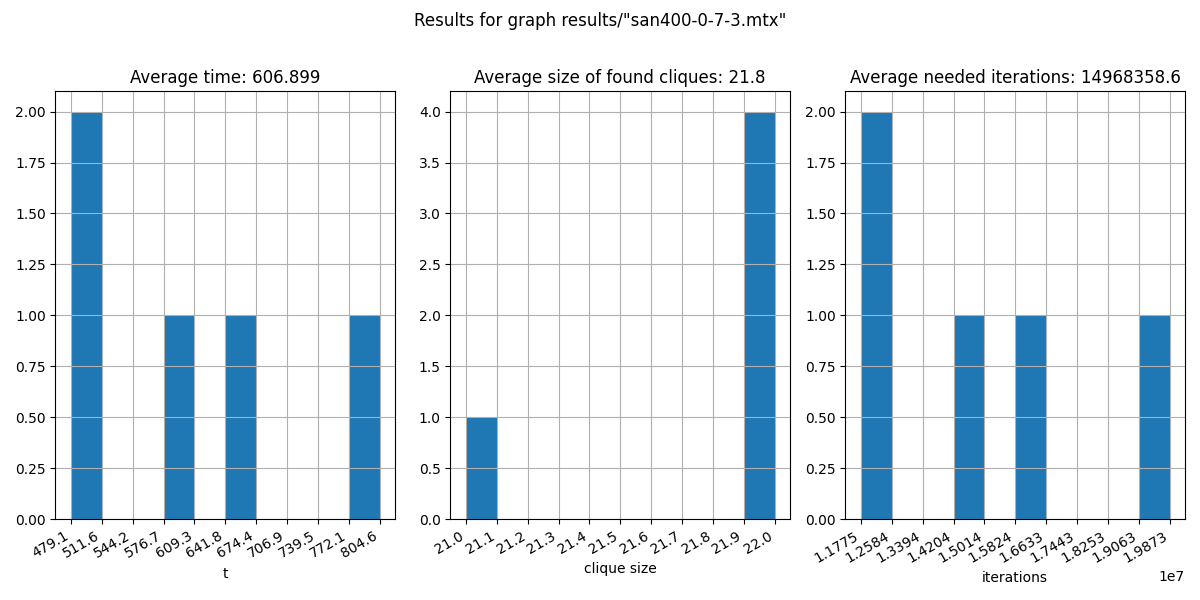 Results for graph results/"san400-0-7-3.mtx"
Average time: 606.899
2.00
1.75
1.50
1.25
1.00
0.75
0.50
0.25
0.00
479.1 511.6 544.2 576.7 609.3 641.8 674.4 706.9 739.5 772.1 804.6
t
Average size of found cliques: 21.8
4.0
3.5
3.0
2.5
2.0
1.5
1.0
0.5
0.0
21.0 21.1 21.2 21.3 21.4 21.5 21.6 21.7 21.8 21.9 22.0
clique size
Average needed iterations: 14968358.6
2.00
1.75
1.50
1.25
1.00
0.75
0.50
0.25
0.00
1.1775 1.2584 1.3394 1.4204 1.5014 1.5824 1.6633 1.7443 1.8253 1.9063 1.9873
1e7
iterations